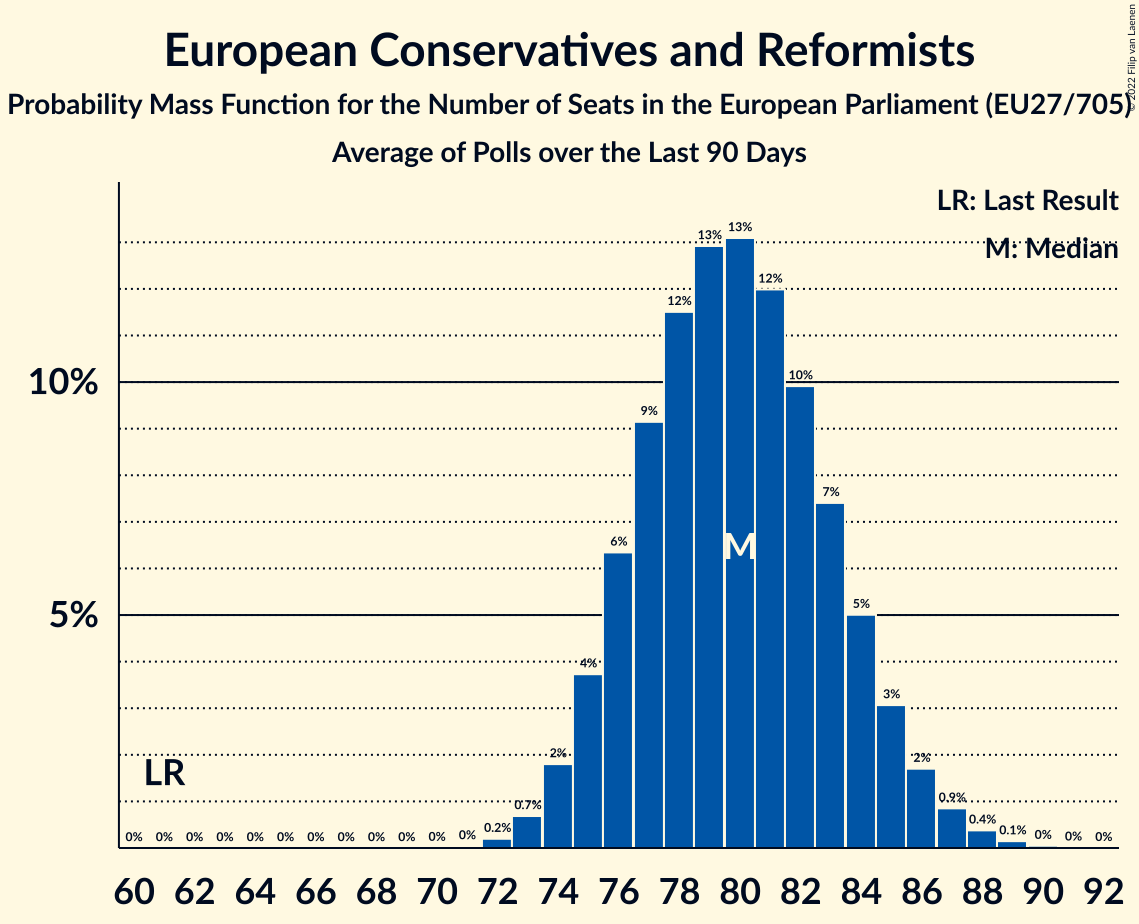 European Conservatives and Reformists
Probability Mass Function for the Number of Seats in the European Parliament (EU27/705)
Average of Polls over the Last 90 Days
© 2022 Filip van Laenen
LR: Last Result
M: Median
10%
5%
LR
M
0% 0% 0% 0% 0% 0% 0% 0% 0% 0% 0% 0% 0.2% 0.7% 2% 4% 6% 9% 12% 13% 13% 12% 10% 7% 5% 3% 2% 0.9% 0.4% 0.1% 0% 0% 0%
60 62 64 66 68 70 72 74 76 78 80 82 84 86 88 90 92